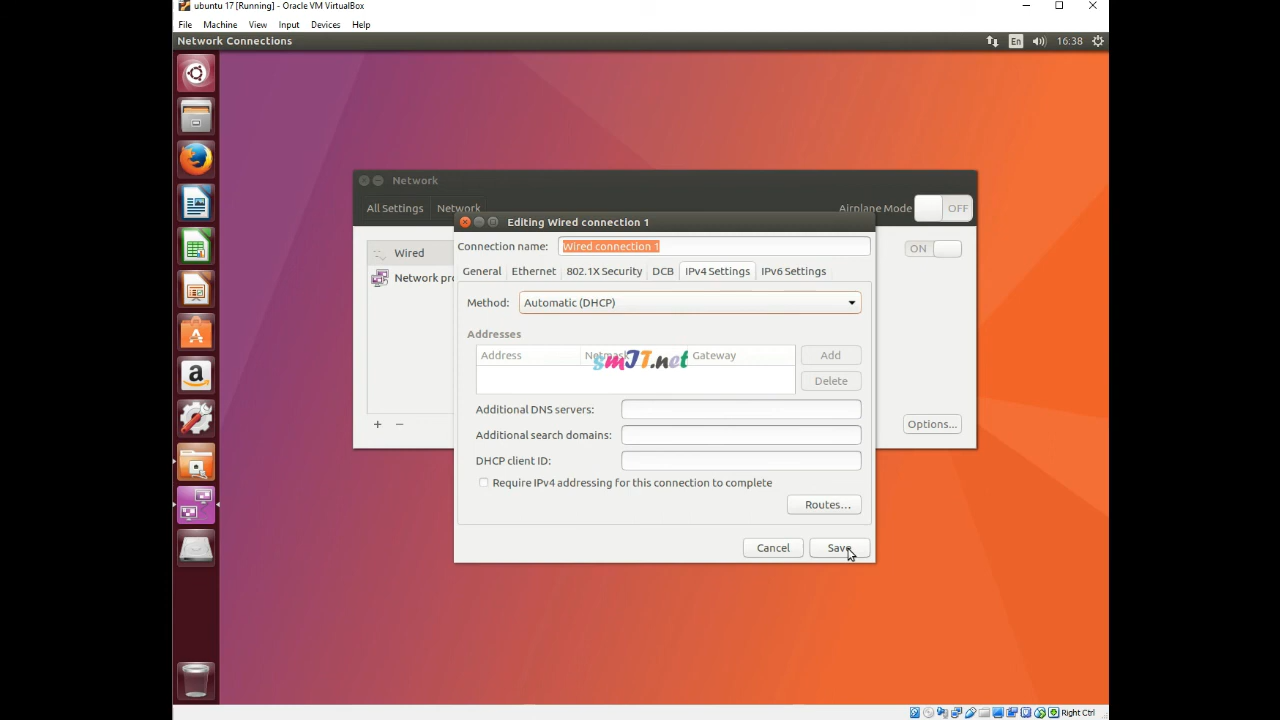 ubuntu 17 [Running] - Oracle VM VirtualBox
File Machine View Input Devices Help
Network Connections En 16:38
Network
All Settings Network Airplane Mode OFF
Editing Wired connection 1
Connection name: Wired connection 1
Wired ON
General Ethernet 802.1X Security DCB IPv4 Settings IPv6 Settings
Network pro
Method: Automatic (DHCP)
Addresses
Address Netmask Gateway Add
smIT.net
Delete
Additional DNS servers:
+ − Options...
Additional search domains:
DHCP client ID:
Require IPv4 addressing for this connection to complete
Routes...
Cancel Save
Right Ctrl